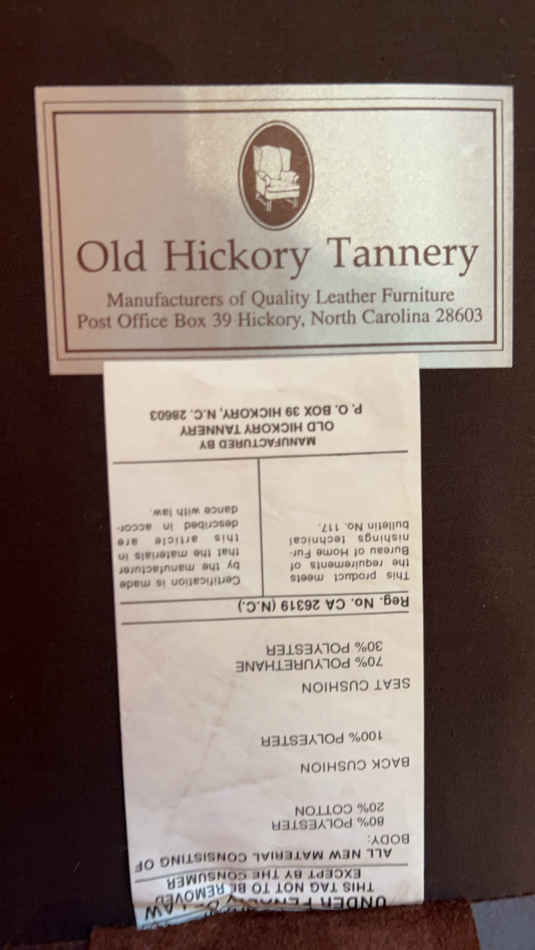 Old Hickory Tannery
Manufacturers of Quality Leather Furniture
Post Office Box 39 Hickory, North Carolina 28603
UNDER PENALTY OF LAW
THIS TAG NOT TO BE REMOVED
EXCEPT BY THE CONSUMER
ALL NEW MATERIAL CONSISTING OF
BODY:
80% POLYESTER
20% COTTON
BACK CUSHION
100% POLYESTER
SEAT CUSHION
70% POLYURETHANE
30% POLYESTER
Reg. No. CA 26319 (N.C.)
This product meets
the requirements of
Bureau of Home Fur-
nishings technical
bulletin No. 117.
Certification is made
by the manufacturer
that the materials in
this article are
described in accor-
dance with law.
MANUFACTURED BY
OLD HICKORY TANNERY
P. O. BOX 39 HICKORY, N.C. 28603